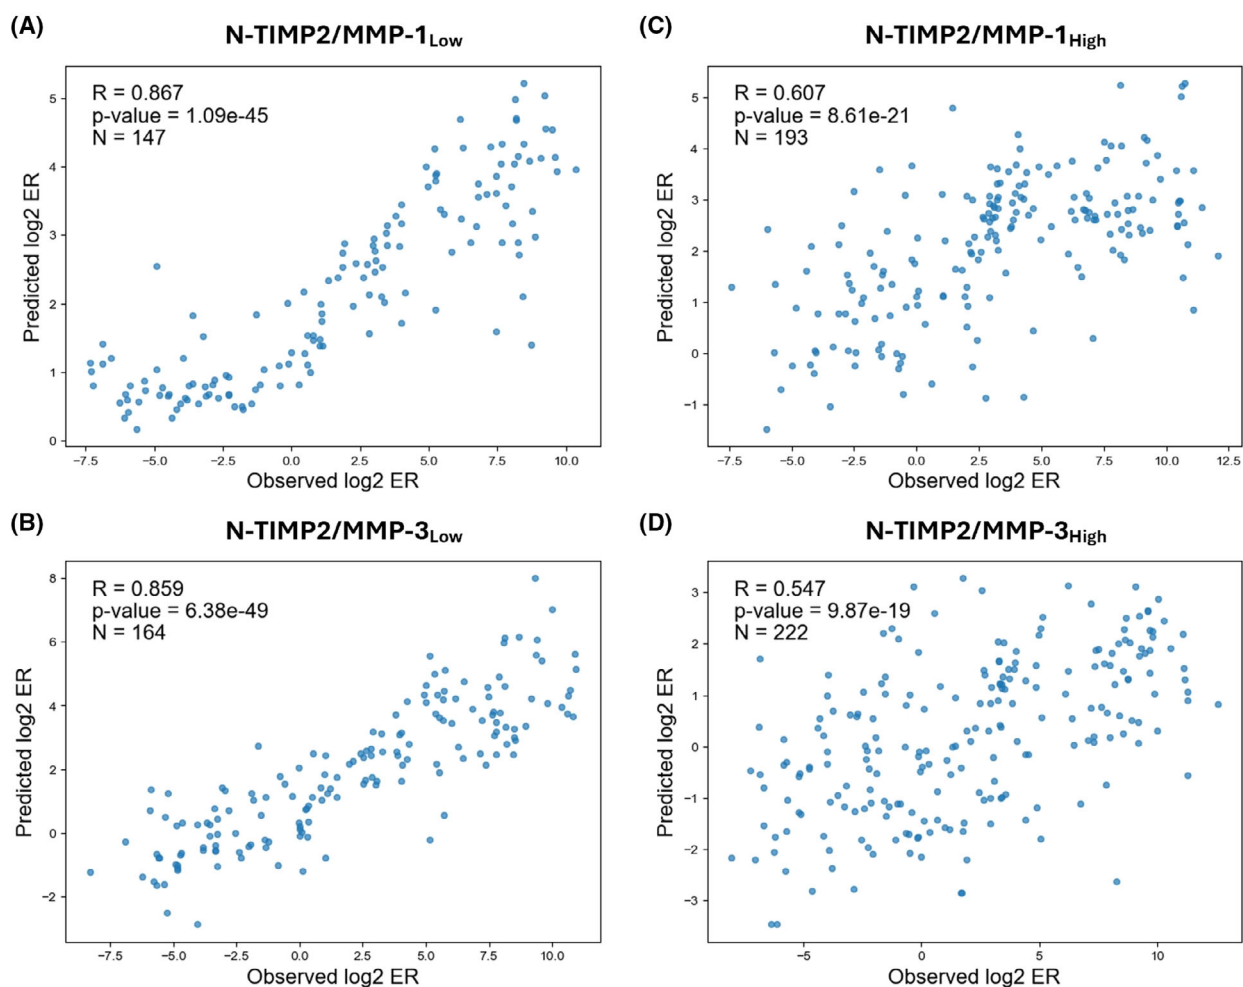 (A)
N-TIMP2/MMP-1Low
R = 0.867
p-value = 1.09e-45
N = 147
5
4
3
2
1
0
Predicted log2 ER
−7.5 −5.0 −2.5 0.0 2.5 5.0 7.5 10.0
Observed log2 ER
(C)
N-TIMP2/MMP-1High
R = 0.607
p-value = 8.61e-21
N = 193
5
4
3
2
1
0
−1
Predicted log2 ER
−7.5 −5.0 −2.5 0.0 2.5 5.0 7.5 10.0 12.5
Observed log2 ER
(B)
N-TIMP2/MMP-3Low
R = 0.859
p-value = 6.38e-49
N = 164
8
6
4
2
0
−2
Predicted log2 ER
−7.5 −5.0 −2.5 0.0 2.5 5.0 7.5 10.0
Observed log2 ER
(D)
N-TIMP2/MMP-3High
R = 0.547
p-value = 9.87e-19
N = 222
3
2
1
0
−1
−2
−3
Predicted log2 ER
−5 0 5 10
Observed log2 ER